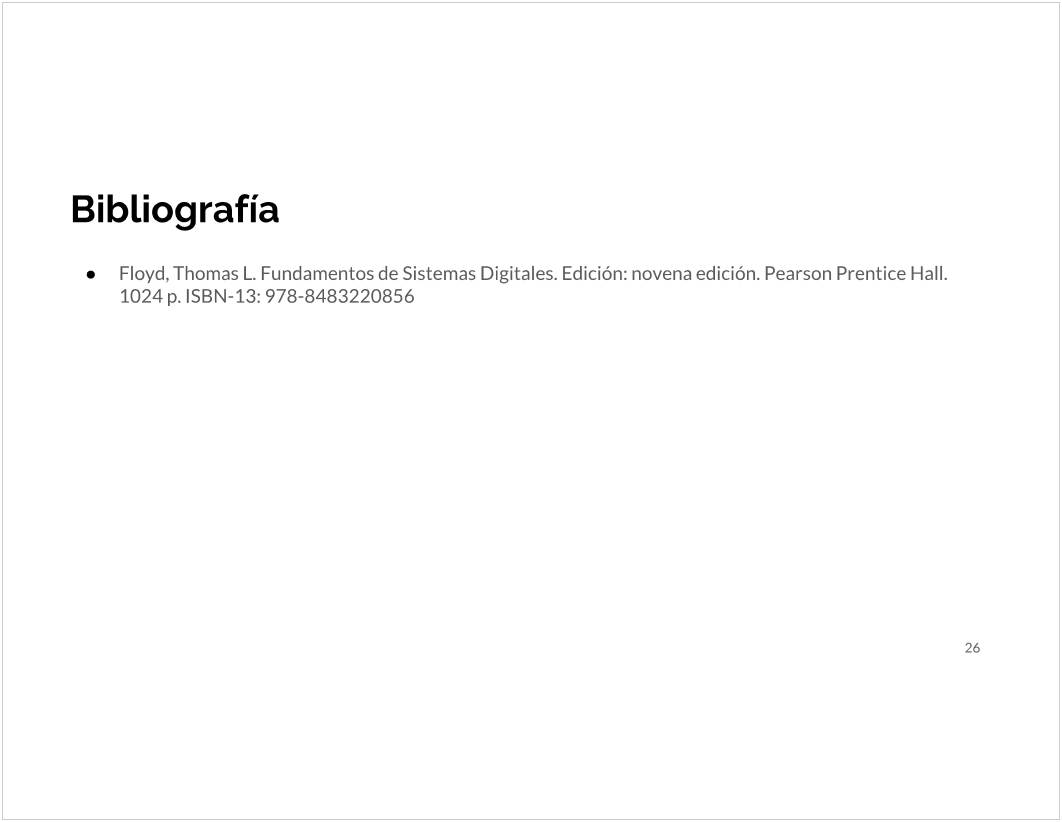 Bibliografía
● Floyd, Thomas L. Fundamentos de Sistemas Digitales. Edición: novena edición. Pearson Prentice Hall.
1024 p. ISBN-13: 978-8483220856
26